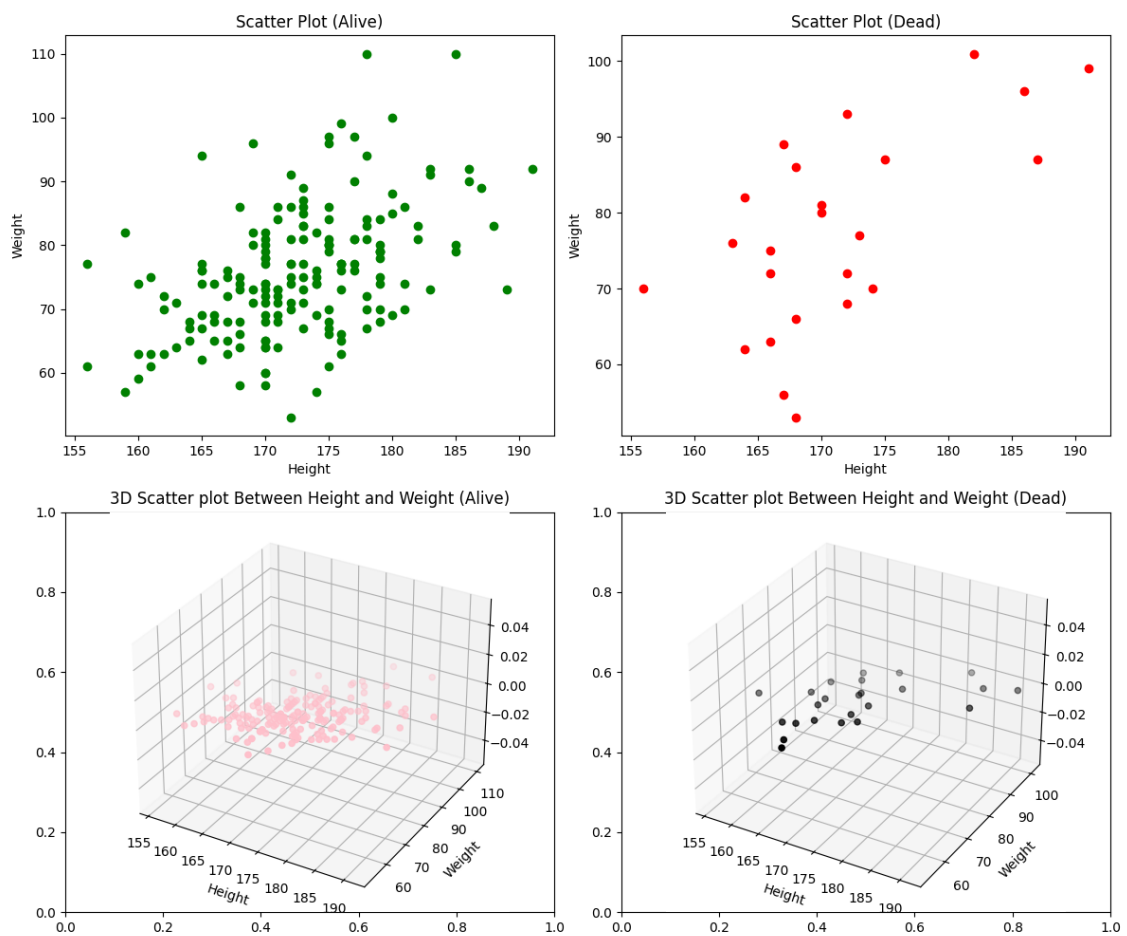 Scatter Plot (Alive)
110
100
90
80
70
60
Weight
155 160 165 170 175 180 185 190
Height
Scatter Plot (Dead)
100
90
80
70
60
Weight
155 160 165 170 175 180 185 190
Height
3D Scatter plot Between Height and Weight (Alive)
1.0
0.8
0.6
0.4
0.2
0.0
0.0 0.2 0.4 0.6 0.8 1.0
0.04
0.02
0.00
−0.02
−0.04
155 160 165 170 175 180 185 190
Height
110
100
90
80
70
60
Weight
3D Scatter plot Between Height and Weight (Dead)
1.0
0.8
0.6
0.4
0.2
0.0
0.0 0.2 0.4 0.6 0.8 1.0
0.04
0.02
0.00
−0.02
−0.04
155 160 165 170 175 180 185 190
Height
100
90
80
70
60
Weight